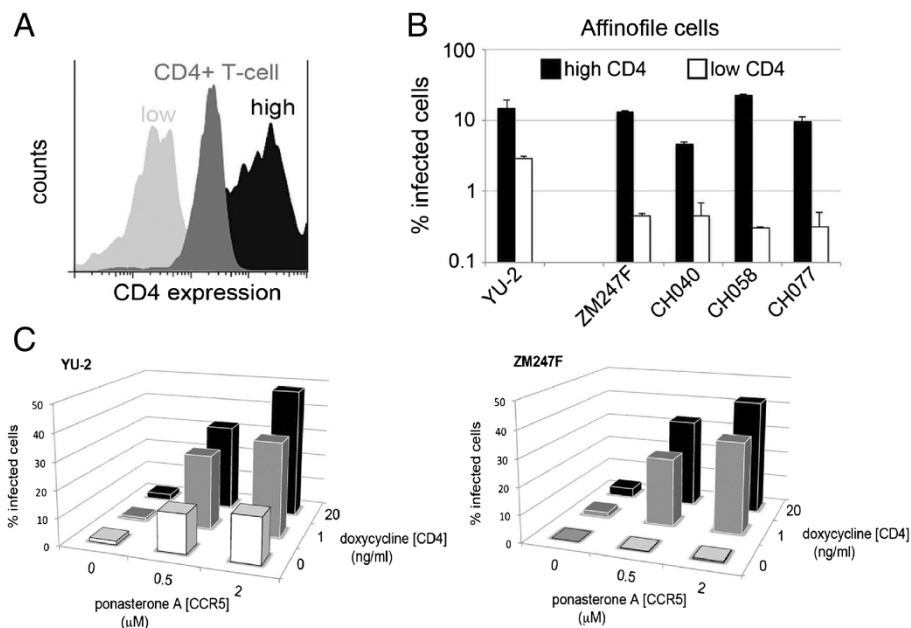 A
CD4+ T-cell
low
high
counts
CD4 expression
B
Affinofile cells
high CD4
low CD4
% infected cells
100
10
1
0.1
YU-2
ZM247F
CH040
CH058
CH077
C
YU-2
% infected cells
50
40
30
20
10
0
0
0.5
2
ponasterone A [CCR5]
(μM)
20
1
0
doxycycline [CD4]
(ng/ml)
ZM247F
% infected cells
50
40
30
20
10
0
0
0.5
2
ponasterone A [CCR5]
(μM)
20
1
0
doxycycline [CD4]
(ng/ml)